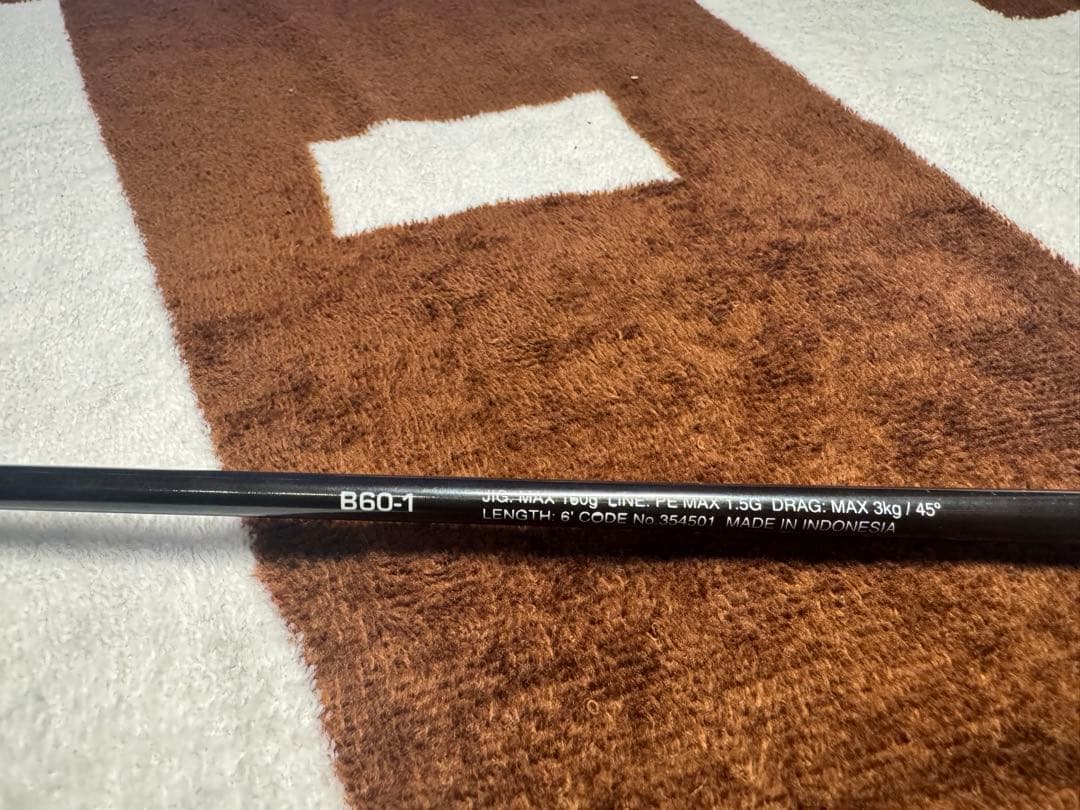 B60-1
JIG: MAX 160g LINE: PE MAX 1.5G DRAG: MAX 3kg / 45°
LENGTH: 6' CODE No.354501 MADE IN INDONESIA